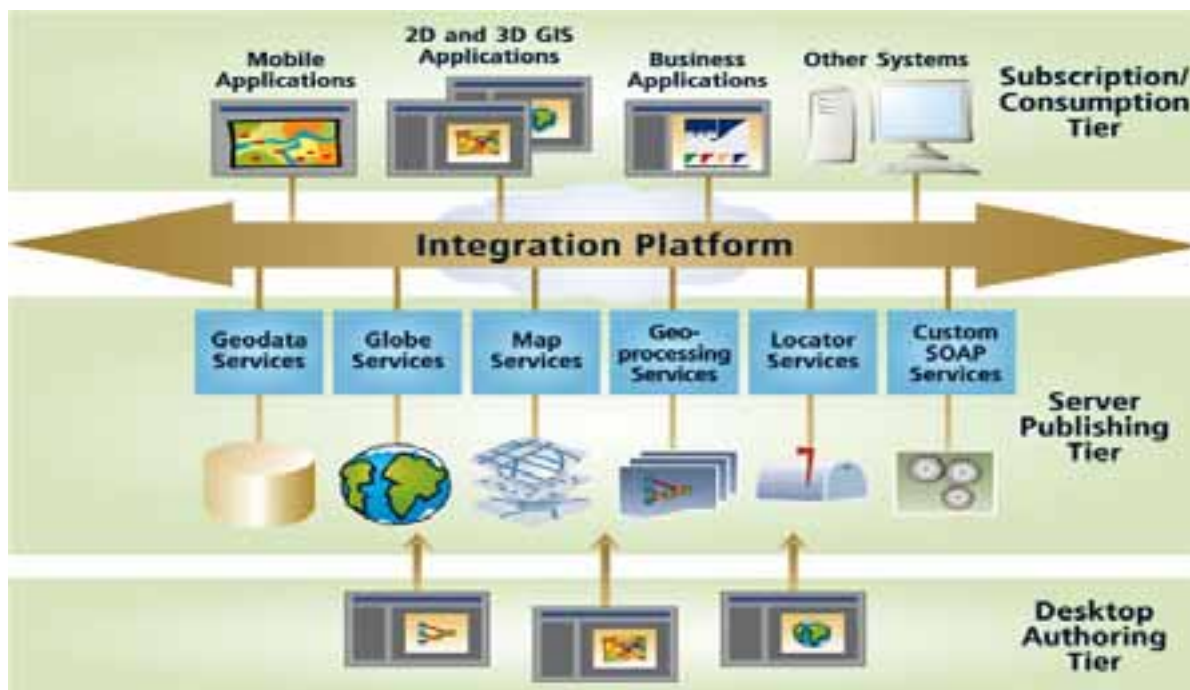 2D and 3D GIS
Applications
Mobile
Applications
Business
Applications
Other Systems
Subscription/
Consumption
Tier
Integration Platform
Geodata
Services
Globe
Services
Map
Services
Geo-
processing
Services
Locator
Services
Custom
SOAP
Services
Server
Publishing
Tier
Desktop
Authoring
Tier